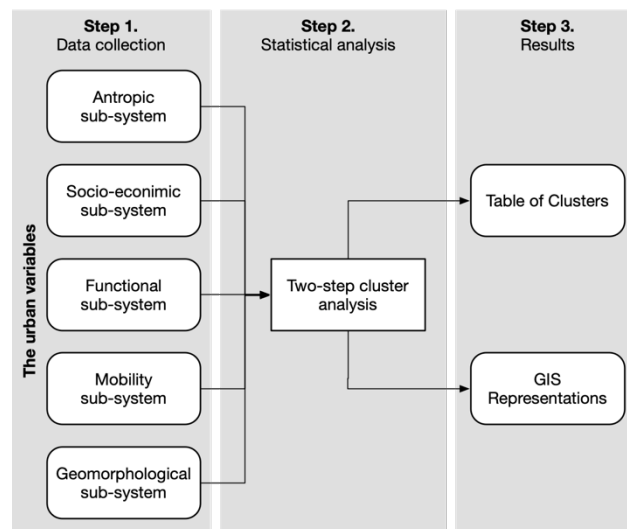 Step 1.
Data collection
Step 2.
Statistical analysis
Step 3.
Results
The urban variables
Antropic
sub-system
Socio-econimic
sub-system
Functional
sub-system
Mobility
sub-system
Geomorphological
sub-system
Two-step cluster
analysis
Table of Clusters
GIS
Representations